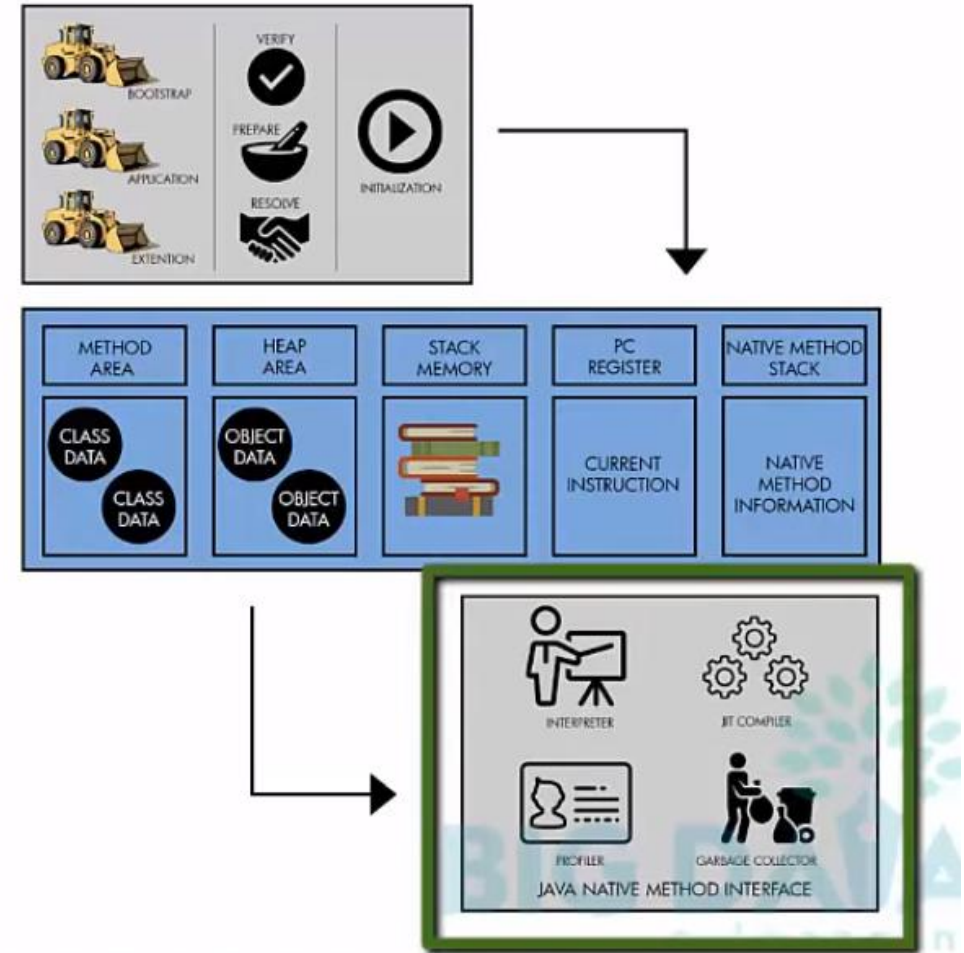 VERIFY
BOOTSTRAP
PREPARE
APPLICATION
INITIALIZATION
RESOLVE
EXTENTION
METHOD
AREA
HEAP
AREA
STACK
MEMORY
PC
REGISTER
NATIVE METHOD
STACK
CLASS
DATA
CLASS
DATA
OBJECT
DATA
OBJECT
DATA
CURRENT
INSTRUCTION
NATIVE
METHOD
INFORMATION
INTERPRETER
JIT COMPILER
PROFILER
GARBAGE COLLECTOR
JAVA NATIVE METHOD INTERFACE
BIG DATA